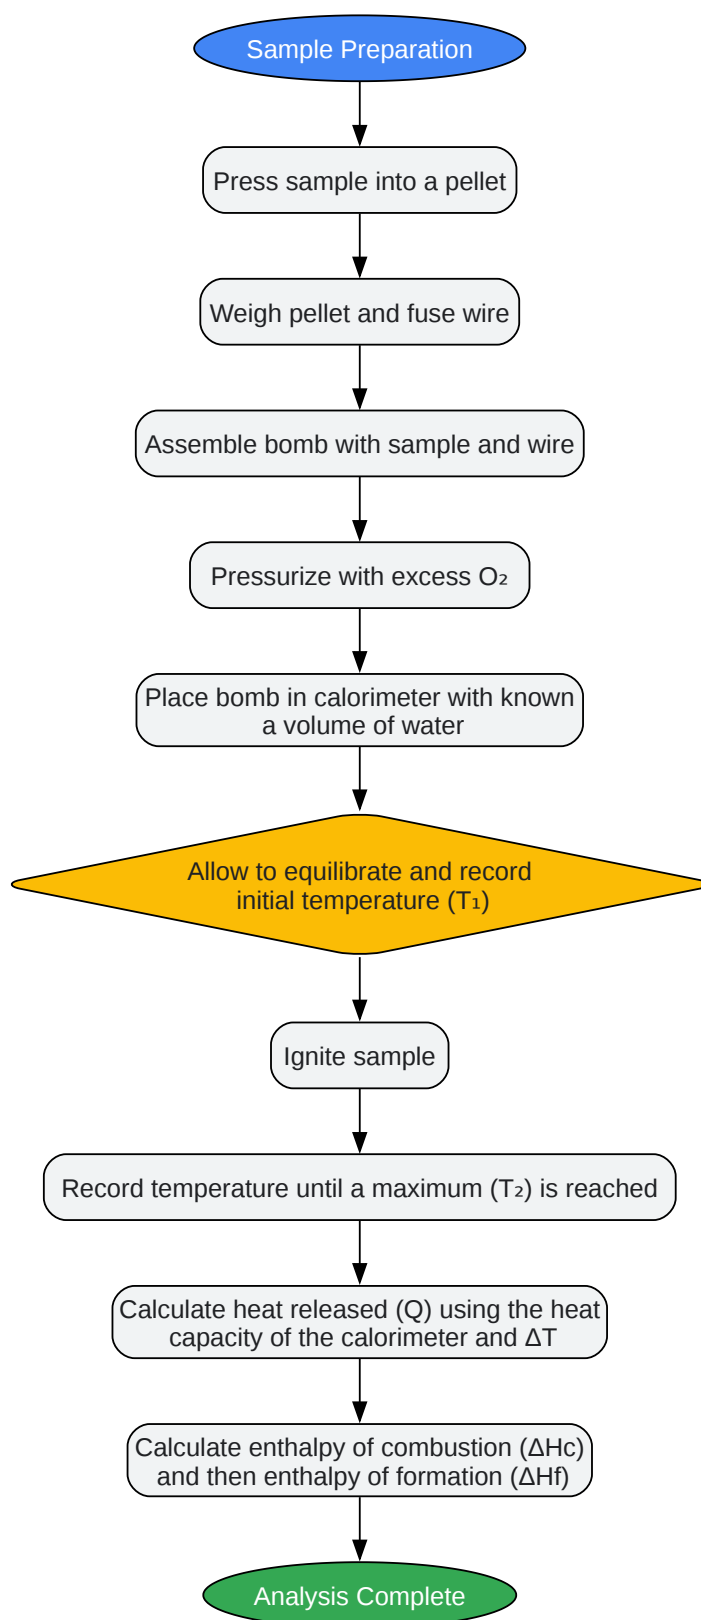 Sample Preparation
Press sample into a pellet
Weigh pellet and fuse wire
Assemble bomb with sample and wire
Pressurize with excess O₂
Place bomb in calorimeter with known
a volume of water
Allow to equilibrate and record
initial temperature (T₁)
Ignite sample
Record temperature until a maximum (T₂) is reached
Calculate heat released (Q) using the heat
capacity of the calorimeter and ΔT
Calculate enthalpy of combustion (ΔHc)
and then enthalpy of formation (ΔHf)
Analysis Complete